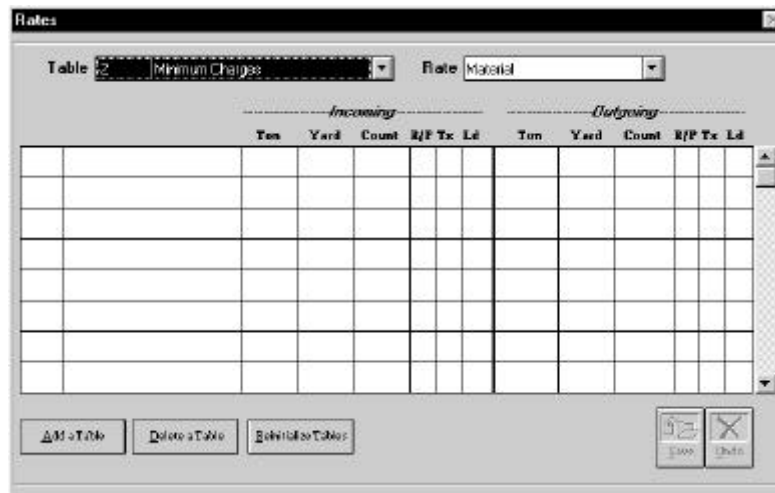 Rates
Table -2 Minimum Charges Rate Material
Incoming Outgoing
Ton Yard Count R/P Tx Ld Ton Yard Count R/P Tx Ld
Add a Table Delete a Table Reinitialize Tables Save Undo